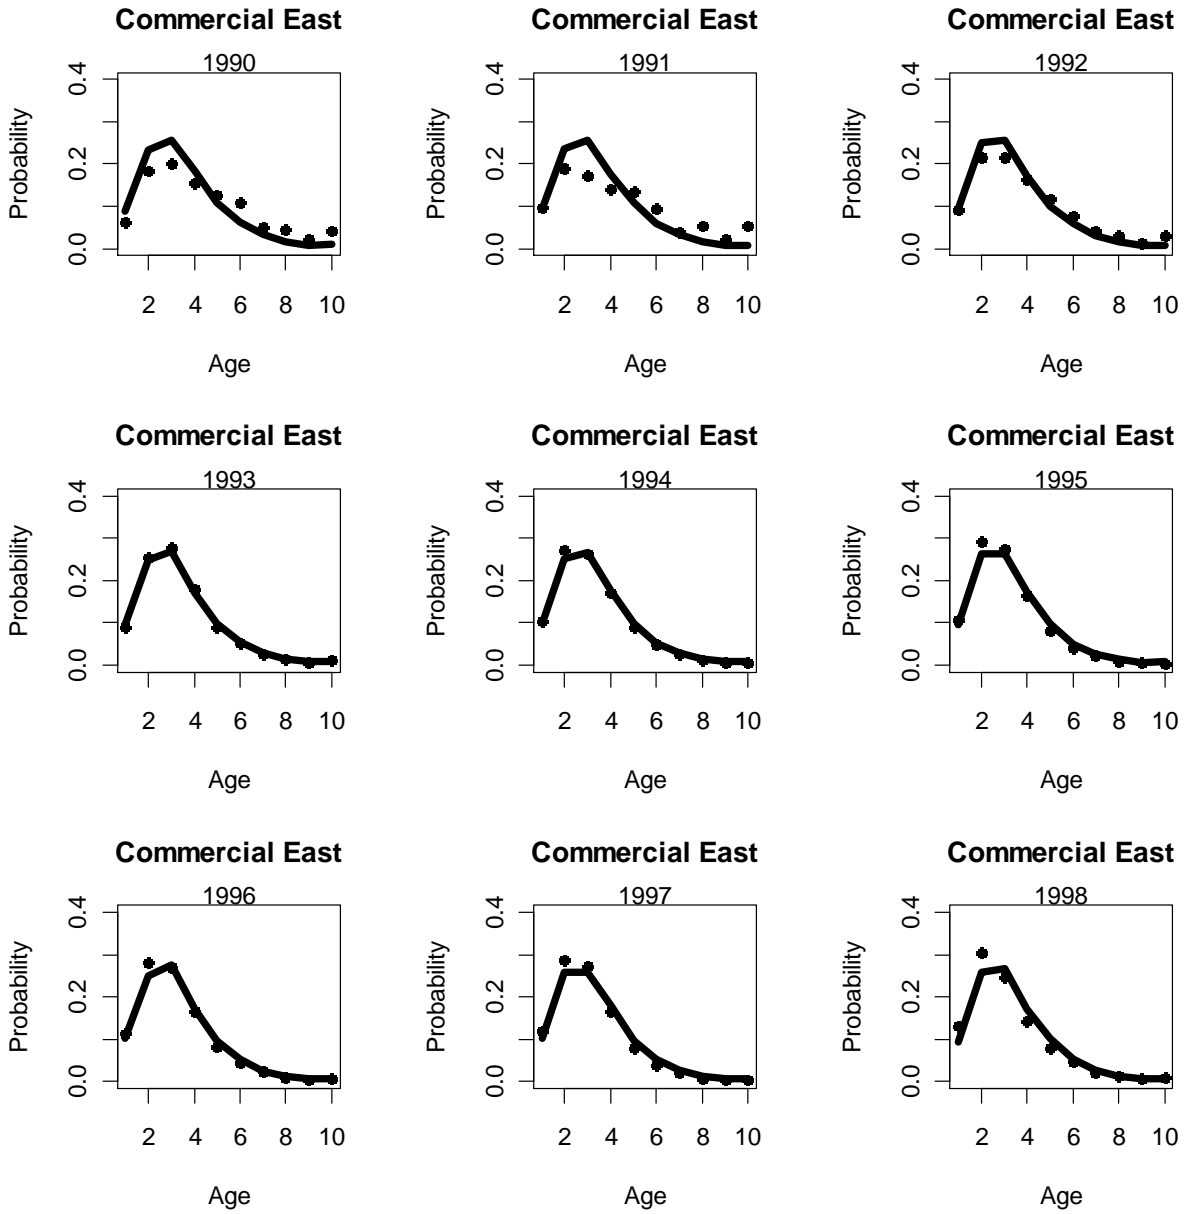 Commercial East Commercial East Commercial East
1990 1991 1992
Probability Probability Probability
0.4 0.4 0.4
0.2 0.2 0.2
0.0 0.0 0.0
2 4 6 8 10 2 4 6 8 10 2 4 6 8 10
Age Age Age
Commercial East Commercial East Commercial East
1993 1994 1995
Probability Probability Probability
0.4 0.4 0.4
0.2 0.2 0.2
0.0 0.0 0.0
2 4 6 8 10 2 4 6 8 10 2 4 6 8 10
Age Age Age
Commercial East Commercial East Commercial East
1996 1997 1998
Probability Probability Probability
0.4 0.4 0.4
0.2 0.2 0.2
0.0 0.0 0.0
2 4 6 8 10 2 4 6 8 10 2 4 6 8 10
Age Age Age